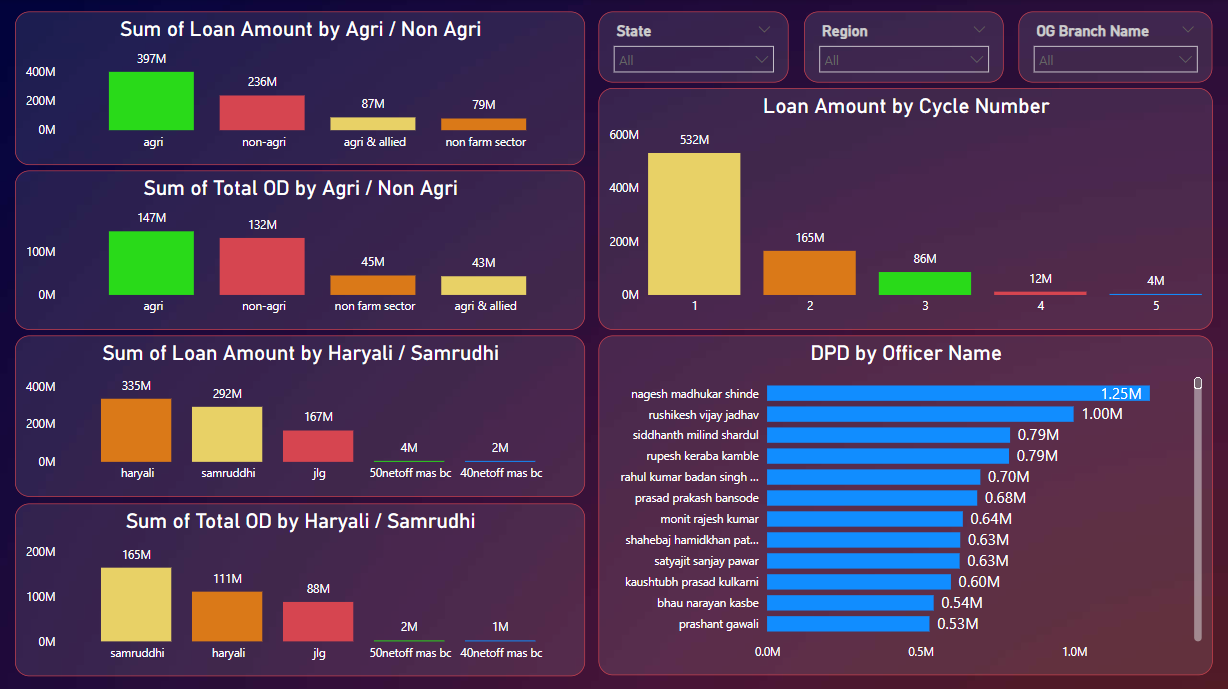 Sum of Loan Amount by Agri / Non Agri
400M
200M
0M
397M
236M
87M
79M
agri
non-agri
agri & allied
non farm sector
Sum of Total OD by Agri / Non Agri
100M
0M
147M
132M
45M
43M
agri
non-agri
non farm sector
agri & allied
Sum of Loan Amount by Haryali / Samrudhi
400M
200M
0M
335M
292M
167M
4M
2M
haryali
samruddhi
jlg
50netoff mas bc
40netoff mas bc
Sum of Total OD by Haryali / Samrudhi
200M
100M
0M
165M
111M
88M
2M
1M
samruddhi
haryali
jlg
50netoff mas bc
40netoff mas bc
State
All
Region
All
OG Branch Name
All
Loan Amount by Cycle Number
600M
400M
200M
0M
532M
165M
86M
12M
4M
1
2
3
4
5
DPD by Officer Name
nagesh madhukar shinde 1.25M
rushikesh vijay jadhav 1.00M
siddhanth milind shardul 0.79M
rupesh keraba kamble 0.79M
rahul kumar badan singh ... 0.70M
prasad prakash bansode 0.68M
monit rajesh kumar 0.64M
shahebaj hamidkhan pat... 0.63M
satyajit sanjay pawar 0.63M
kaushtubh prasad kulkarni 0.60M
bhau narayan kasbe 0.54M
prashant gawali 0.53M
0.0M
0.5M
1.0M